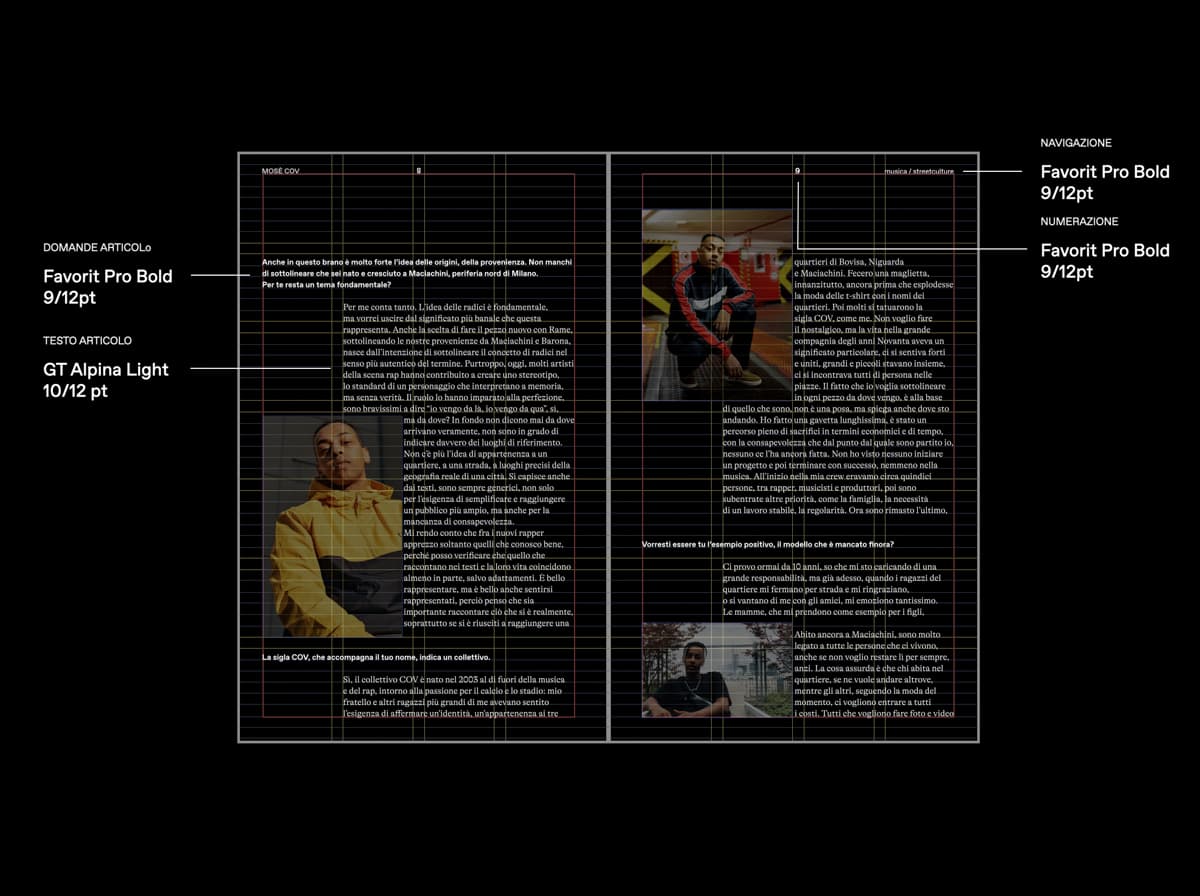 NAVIGAZIONE
Favorit Pro Bold
9/12pt
NUMERAZIONE
Favorit Pro Bold
9/12pt
DOMANDE ARTICOLo
Favorit Pro Bold
9/12pt
TESTO ARTICOLO
GT Alpina Light
10/12 pt
MOSÉ COV
8
Anche in questo brano è molto forte l'idea delle origini, della provenienza. Non manchi
di sottolineare che sei nato e cresciuto a Maciachini, periferia nord di Milano.
Per te resta un tema fondamentale?
Per me conta tanto. L'idea delle radici è fondamentale,
ma vorrei uscire dal significato più banale che questa
rappresenta. Anche la scelta di fare il pezzo nuovo con Rame,
sottolineando le nostre provenienze da Maciachini e Barona,
nasce dall'intenzione di sottolineare il concetto di radici nel
senso più autentico del termine. Purtroppo, oggi, molti artisti
della scena rap hanno contribuito a creare uno stereotipo,
lo standard di un personaggio che interpretano a memoria,
ma senza verità. Il ruolo lo hanno imparato alla perfezione,
sono bravissimi a dire "io vengo da là, io vengo da qua", sì,
ma da dove? In fondo non dicono mai da dove
arrivano veramente, non sono in grado di
indicare davvero dei luoghi di riferimento.
Non c'è più l'idea di appartenenza a un
quartiere, a una strada, a luoghi precisi della
geografia reale di una città. Si capisce anche
dai testi, sono sempre generici, non solo
per l'esigenza di semplificare e raggiungere
un pubblico più ampio, ma anche per la
mancanza di consapevolezza.
Mi rendo conto che fra i nuovi rapper
apprezzo soltanto quelli che conosco bene,
perché posso verificare che quello che
raccontano nei testi e la loro vita coincidono
almeno in parte, salvo adattamenti. È bello
rappresentare, ma è bello anche sentirsi
rappresentati, perciò penso che sia
importante raccontare ciò che si è realmente,
soprattutto se si è riusciti a raggiungere una
La sigla COV, che accompagna il tuo nome, indica un collettivo.
Sì, il collettivo COV è nato nel 2003 al di fuori della musica
e del rap, intorno alla passione per il calcio e lo stadio: mio
fratello e altri ragazzi più grandi di me avevano sentito
l'esigenza di affermare un'identità, un'appartenenza ai tre
9
musica / streetculture
quartieri di Bovisa, Niguarda
e Maciachini. Fecero una maglietta,
innanzitutto, ancora prima che esplodesse
la moda delle t-shirt con i nomi dei
quartieri. Poi molti si tatuarono la
sigla COV, come me. Non voglio fare
il nostalgico, ma la vita nella grande
compagnia degli anni Novanta aveva un
significato particolare, ci si sentiva forti
e uniti, grandi e piccoli stavano insieme,
ci si incontrava tutti di persona nelle
piazze. Il fatto che io voglia sottolineare
in ogni pezzo da dove vengo, è alla base
di quello che sono, non è una posa, ma spiega anche dove sto
andando. Ho fatto una gavetta lunghissima, è stato un
percorso pieno di sacrifici in termini economici e di tempo,
con la consapevolezza che dal punto dal quale sono partito io,
nessuno ce l'ha ancora fatta. Non ho visto nessuno iniziare
un progetto e poi terminare con successo, nemmeno nella
musica. All'inizio nella mia crew eravamo circa quindici
persone, tra rapper, musicisti e produttori, poi sono
subentrate altre priorità, come la famiglia, la necessità
di un lavoro stabile, la regolarità. Ora sono rimasto l'ultimo,
Vorresti essere tu l'esempio positivo, il modello che è mancato finora?
Ci provo ormai da 10 anni, so che mi sto caricando di una
grande responsabilità, ma già adesso, quando i ragazzi del
quartiere mi fermano per strada e mi ringraziano,
o si vantano di me con gli amici, mi emoziono tantissimo.
Le mamme, che mi prendono come esempio per i figli,
Abito ancora a Maciachini, sono molto
legato a tutte le persone che ci vivono,
anche se non voglio restare lì per sempre,
anzi. La cosa assurda è che chi abita nel
quartiere, se ne vuole andare altrove,
mentre gli altri, seguendo la moda del
momento, ci vogliono entrare a tutti
i costi. Tutti che vogliono fare foto e video